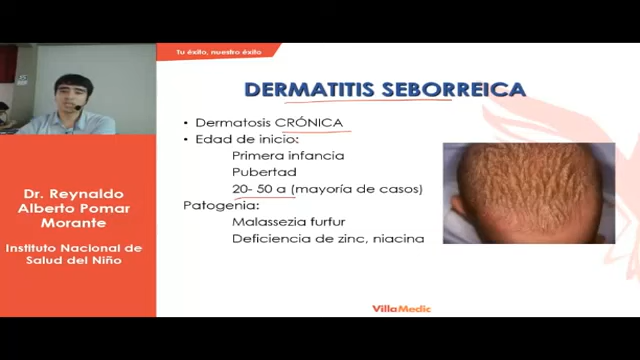 Tu éxito, nuestro éxito
DERMATITIS SEBORREICA
• Dermatosis CRÓNICA
• Edad de inicio:
Primera infancia
Pubertad
20- 50 a (mayoría de casos)
Patogenia:
Malassezia furfur
Deficiencia de zinc, niacina
Dr. Reynaldo
Alberto Pomar
Morante
Instituto Nacional de
Salud del Niño
VillaMedic